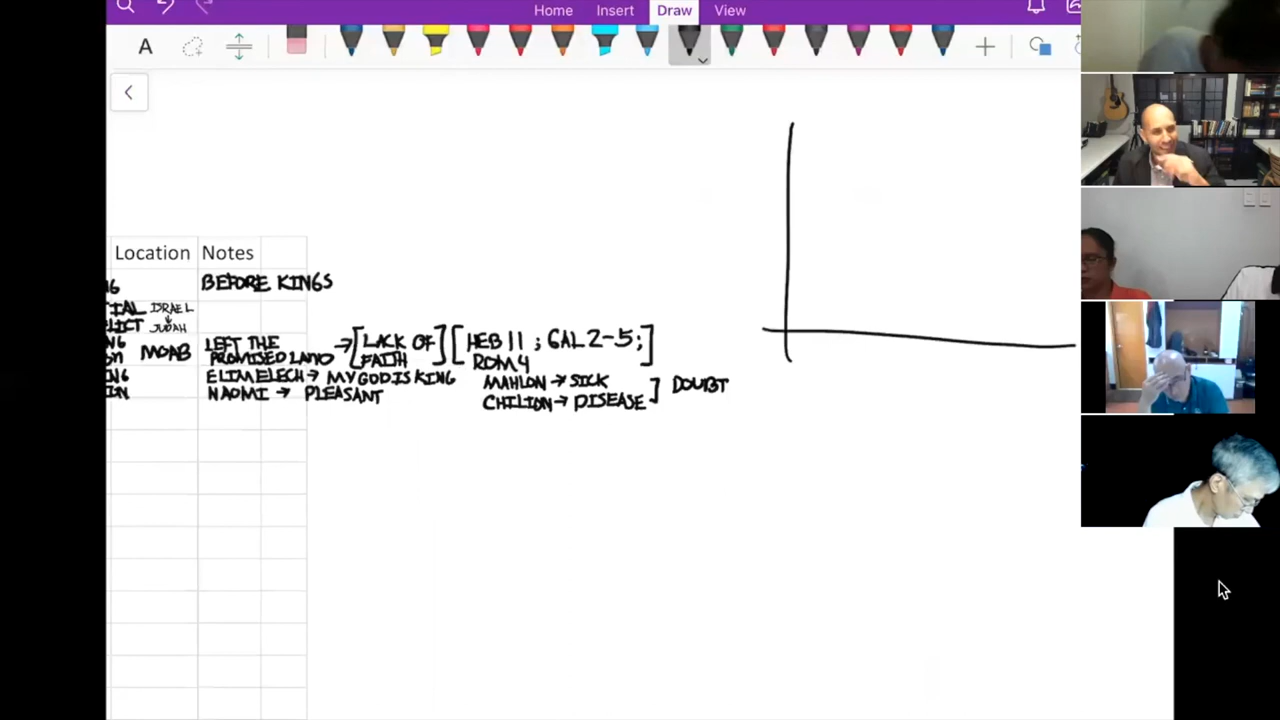 Home Insert Draw View
A
Location Notes
BEFORE KINGS
ISRAEL
JUDAH
MOAB LEFT THE PROMISED LAND → [LACK OF FAITH] [HEB 11 ; GAL 2-5; ROM 4]
ELIMELECH → MY GOD IS KING
NAOMI → PLEASANT
MAHLON → SICK
CHILION → DISEASE ] DOUBT